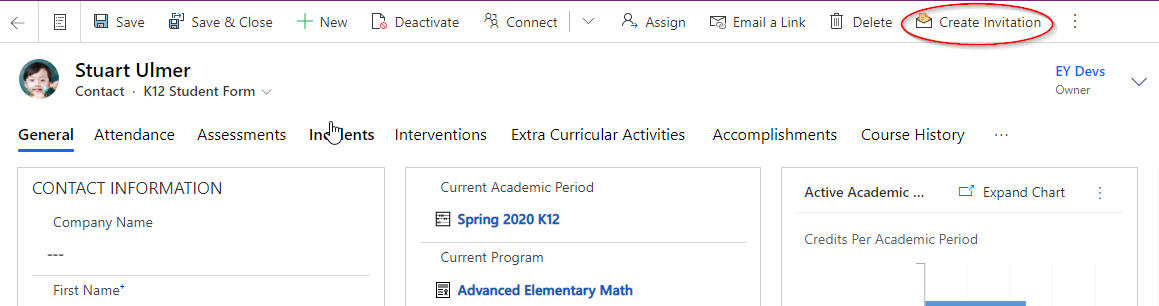 Save Save & Close New Deactivate Connect Assign Email a Link Delete Create Invitation
Stuart Ulmer
Contact · K12 Student Form
EY Devs
Owner
General Attendance Assessments Incidents Interventions Extra Curricular Activities Accomplishments Course History ...
CONTACT INFORMATION
Company Name
---
First Name+
Current Academic Period
Spring 2020 K12
Current Program
Advanced Elementary Math
Active Academic ... Expand Chart
Credits Per Academic Period